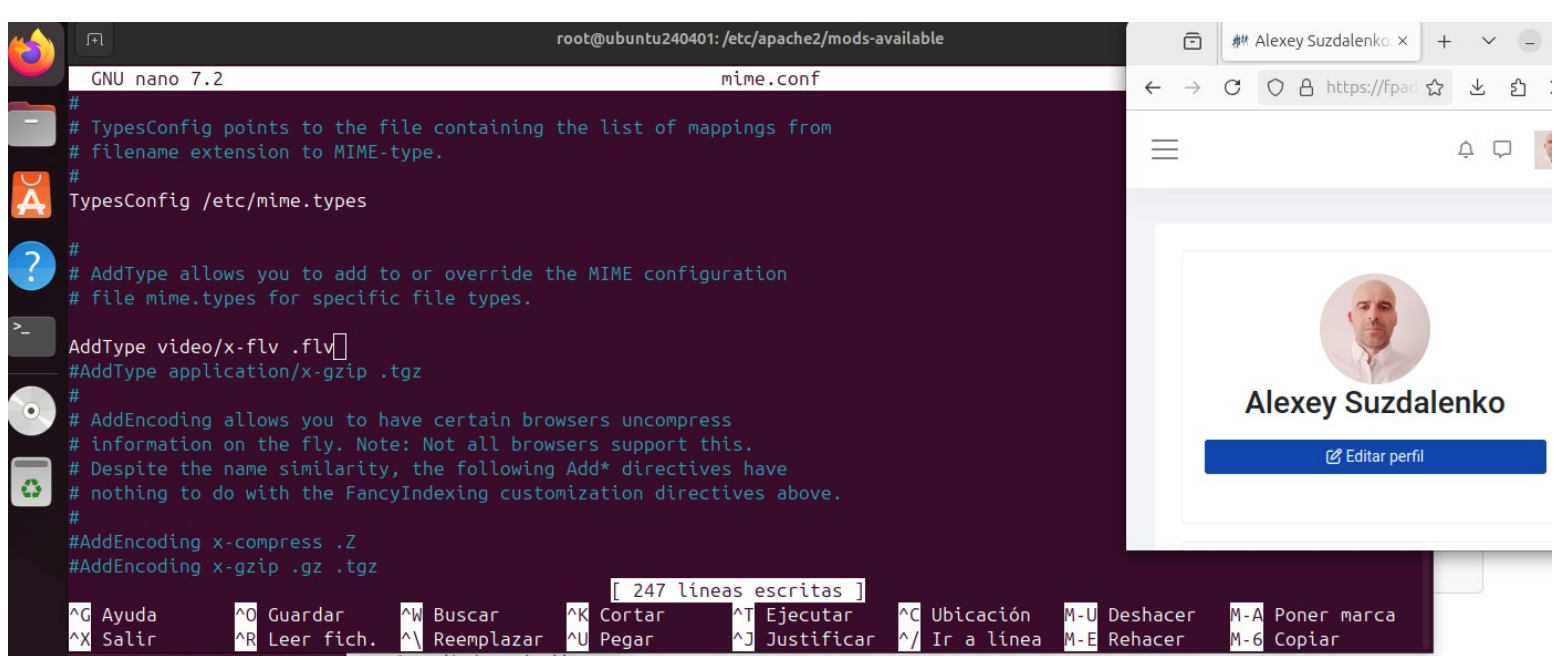 root@ubuntu240401: /etc/apache2/mods-available
GNU nano 7.2 mime.conf
#
# TypesConfig points to the file containing the list of mappings from
# filename extension to MIME-type.
#
TypesConfig /etc/mime.types
#
# AddType allows you to add to or override the MIME configuration
# file mime.types for specific file types.
AddType video/x-flv .flv
#AddType application/x-gzip .tgz
#
# AddEncoding allows you to have certain browsers uncompress
# information on the fly. Note: Not all browsers support this.
# Despite the name similarity, the following Add* directives have
# nothing to do with the FancyIndexing customization directives above.
#
#AddEncoding x-compress .Z
#AddEncoding x-gzip .gz .tgz
[ 247 líneas escritas ]
^G Ayuda ^O Guardar ^W Buscar ^K Cortar ^T Ejecutar ^C Ubicación M-U Deshacer M-A Poner marca
^X Salir ^R Leer fich. ^\ Reemplazar ^U Pegar ^J Justificar ^/ Ir a línea M-E Rehacer M-6 Copiar
Alexey Suzdalenko:
https://fpad
Alexey Suzdalenko
Editar perfil